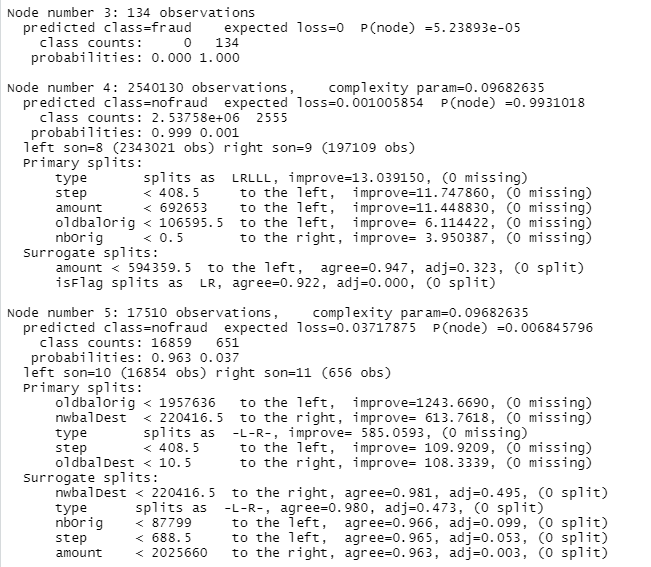 Node number 3: 134 observations
  predicted class=fraud    expected loss=0  P(node) =5.23893e-05
    class counts:     0   134
   probabilities: 0.000 1.000

Node number 4: 2540130 observations,    complexity param=0.09682635
  predicted class=nofraud  expected loss=0.001005854  P(node) =0.9931018
    class counts: 2.53758e+06  2555
   probabilities: 0.999 0.001
  left son=8 (2343021 obs) right son=9 (197109 obs)
  Primary splits:
      type       splits as  LRLLL, improve=13.039150, (0 missing)
      step       < 408.5     to the left,  improve=11.747860, (0 missing)
      amount     < 692653    to the left,  improve=11.448830, (0 missing)
      oldbalOrig < 106595.5  to the left,  improve= 6.114422, (0 missing)
      nbOrig     < 0.5       to the right, improve= 3.950387, (0 missing)
  Surrogate splits:
      amount < 594359.5  to the left,  agree=0.947, adj=0.323, (0 split)
      isFlag splits as  LR, agree=0.922, adj=0.000, (0 split)

Node number 5: 17510 observations,    complexity param=0.09682635
  predicted class=nofraud  expected loss=0.03717875  P(node) =0.006845796
    class counts: 16859   651
   probabilities: 0.963 0.037
  left son=10 (16854 obs) right son=11 (656 obs)
  Primary splits:
      oldbalOrig < 1957636   to the left,  improve=1243.6690, (0 missing)
      nwbalDest  < 220416.5  to the right, improve= 613.7618, (0 missing)
      type       splits as  -L-R-, improve= 585.0593, (0 missing)
      step       < 408.5     to the left,  improve= 109.9209, (0 missing)
      oldbalDest < 10.5      to the right, improve= 108.3339, (0 missing)
  Surrogate splits:
      nwbalDest < 220416.5  to the right, agree=0.981, adj=0.495, (0 split)
      type      splits as  -L-R-, agree=0.980, adj=0.473, (0 split)
      nbOrig    < 87799     to the left,  agree=0.966, adj=0.099, (0 split)
      step      < 688.5     to the left,  agree=0.965, adj=0.053, (0 split)
      amount    < 2025660   to the right, agree=0.963, adj=0.003, (0 split)